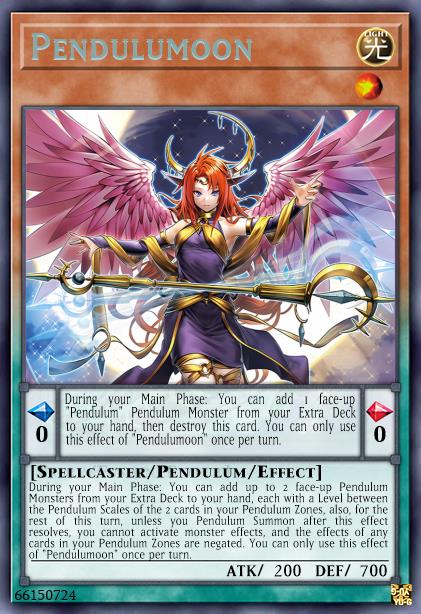 PENDULUMOON
LIGHT
光
During your Main Phase: You can add 1 face-up
"Pendulum" Pendulum Monster from your Extra Deck
to your hand, then destroy this card. You can only use
this effect of "Pendulumoon" once per turn.
0
0
[SPELLCASTER/PENDULUM/EFFECT]
During your Main Phase: You can add up to 2 face-up Pendulum
Monsters from your Extra Deck to your hand, each with a Level between
the Pendulum Scales of the 2 cards in your Pendulum Zones, also, for the
rest of this turn, unless you Pendulum Summon after this effect
resolves, you cannot activate monster effects, and the effects of any
cards in your Pendulum Zones are negated. You can only use this effect
of "Pendulumoon" once per turn.
ATK/ 200 DEF/ 700
66150724